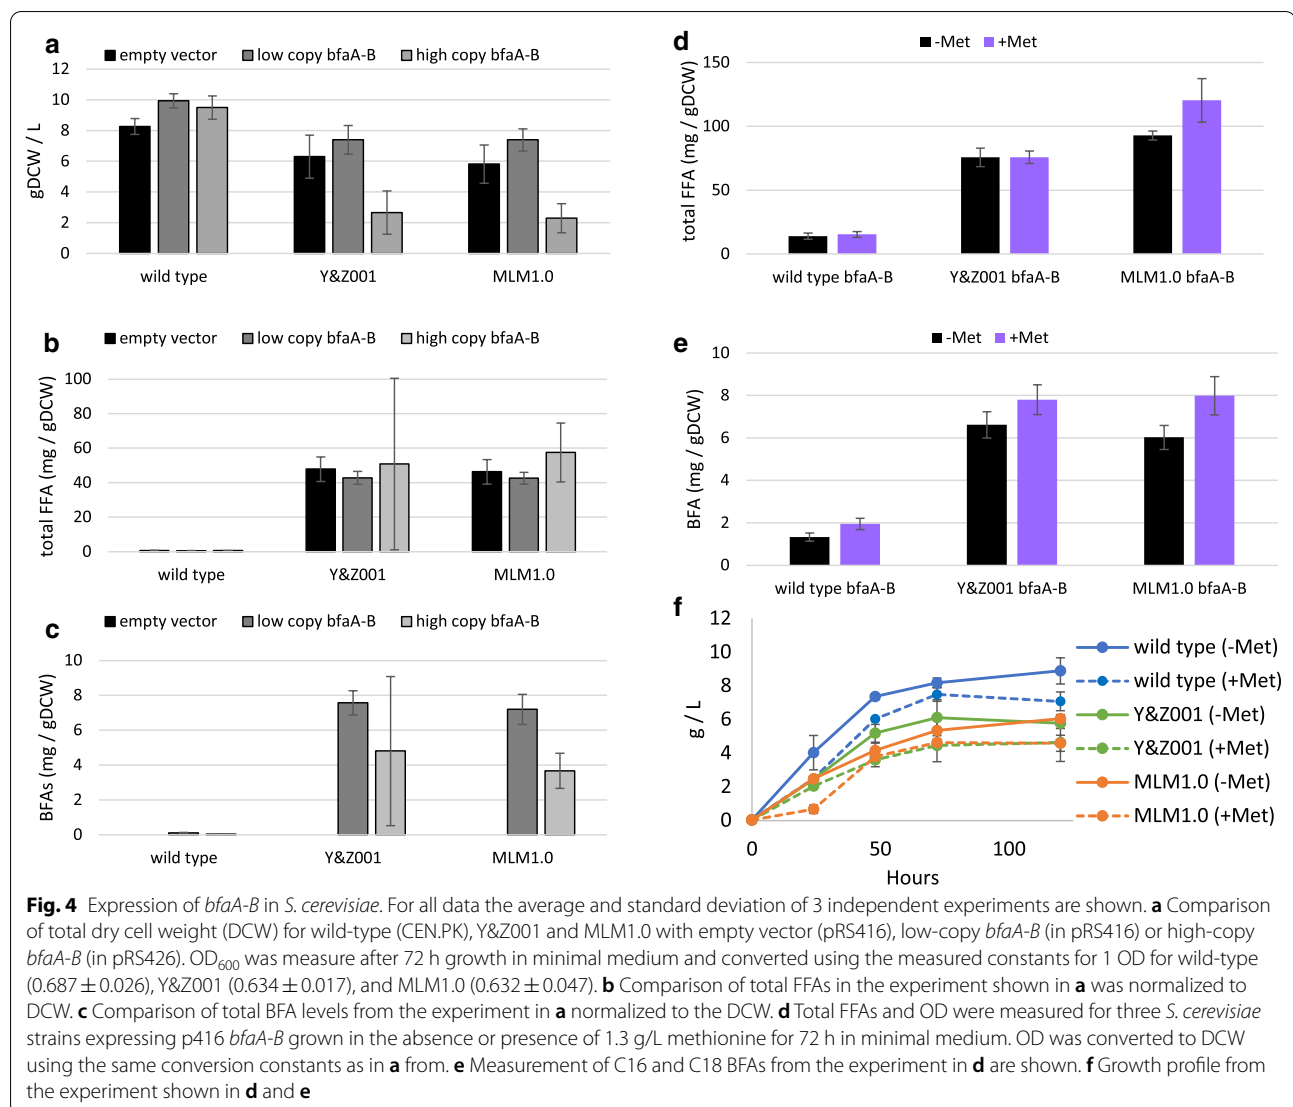 a
empty vector
low copy bfaA-B
high copy bfaA-B
gDCW / L
12
10
8
6
4
2
0
wild type
Y&Z001
MLM1.0
b
empty vector
low copy bfaA-B
high copy bfaA-B
total FFA (mg / gDCW)
100
80
60
40
20
0
wild type
Y&Z001
MLM1.0
c
empty vector
low copy bfaA-B
high copy bfaA-B
BFAs (mg / gDCW)
10
8
6
4
2
0
wild type
Y&Z001
MLM1.0
d
-Met
+Met
total FFA (mg / gDCW)
150
100
50
0
wild type bfaA-B
Y&Z001 bfaA-B
MLM1.0 bfaA-B
e
-Met
+Met
BFA (mg / gDCW)
10
8
6
4
2
0
wild type bfaA-B
Y&Z001 bfaA-B
MLM1.0 bfaA-B
f
g / L
12
10
8
6
4
2
0
0
50
100
Hours
wild type (-Met)
wild type (+Met)
Y&Z001 (-Met)
Y&Z001 (+Met)
MLM1.0 (-Met)
MLM1.0 (+Met)
Fig. 4 Expression of bfaA-B in S. cerevisiae. For all data the average and standard deviation of 3 independent experiments are shown. a Comparison
of total dry cell weight (DCW) for wild-type (CEN.PK), Y&Z001 and MLM1.0 with empty vector (pRS416), low-copy bfaA-B (in pRS416) or high-copy
bfaA-B (in pRS426). OD600 was measure after 72 h growth in minimal medium and converted using the measured constants for 1 OD for wild-type
(0.687 ± 0.026), Y&Z001 (0.634 ± 0.017), and MLM1.0 (0.632 ± 0.047). b Comparison of total FFAs in the experiment shown in a was normalized to
DCW. c Comparison of total BFA levels from the experiment in a normalized to the DCW. d Total FFAs and OD were measured for three S. cerevisiae
strains expressing p416 bfaA-B grown in the absence or presence of 1.3 g/L methionine for 72 h in minimal medium. OD was converted to DCW
using the same conversion constants as in a from. e Measurement of C16 and C18 BFAs from the experiment in d are shown. f Growth profile from
the experiment shown in d and e